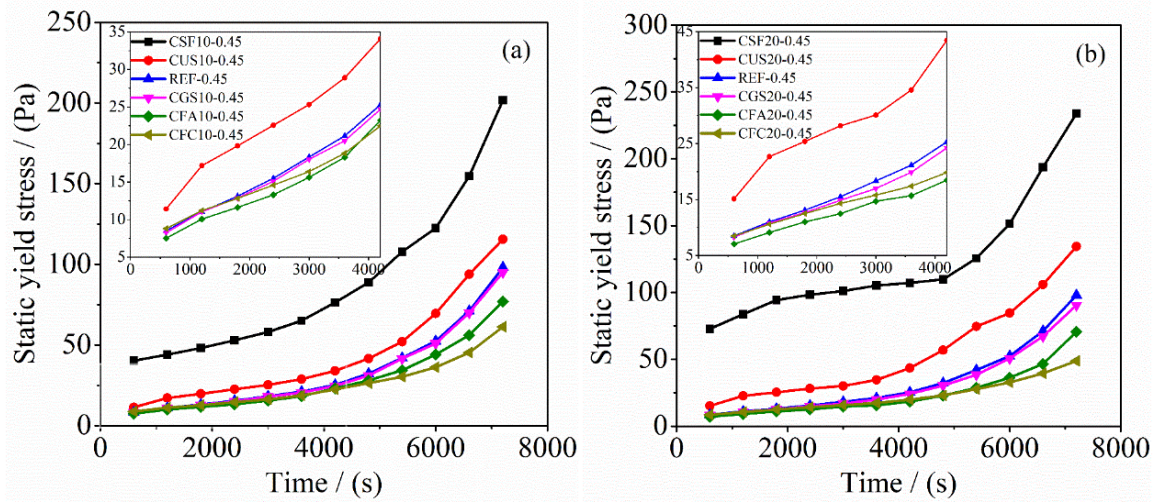 250
200
150
100
50
0
Static yield stress / (Pa)
35
30
25
20
15
10
5
0 1000 2000 3000 4000
CSF10-0.45
CUS10-0.45
REF-0.45
CGS10-0.45
CFA10-0.45
CFC10-0.45
(a)
0 2000 4000 6000 8000
Time / (s)
300
250
200
150
100
50
0
Static yield stress / (Pa)
45
35
25
15
5
0 1000 2000 3000 4000
CSF20-0.45
CUS20-0.45
REF-0.45
CGS20-0.45
CFA20-0.45
CFC20-0.45
(b)
0 2000 4000 6000 8000
Time / (s)